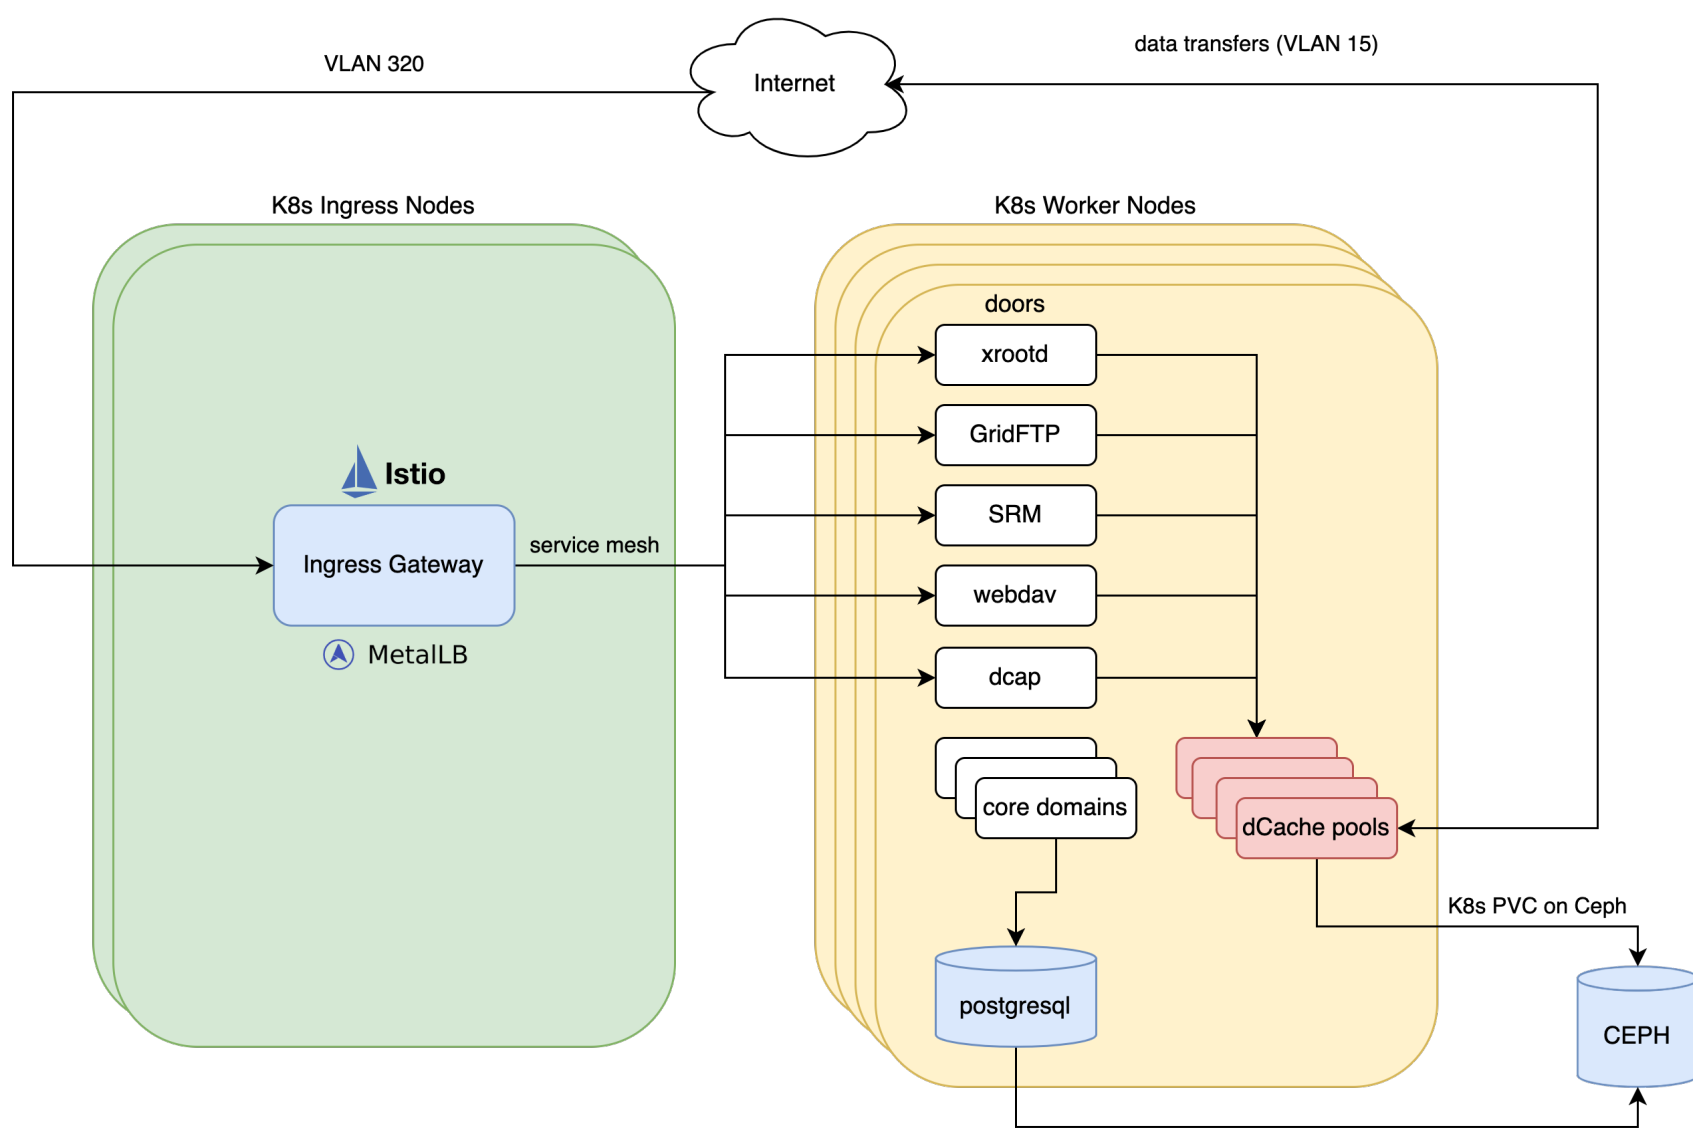 data transfers (VLAN 15)
VLAN 320
Internet
K8s Ingress Nodes
K8s Worker Nodes
doors
xrootd
GridFTP
Istio
SRM
service mesh
Ingress Gateway
webdav
MetalLB
dcap
core domains
dCache pools
K8s PVC on Ceph
postgresql
CEPH